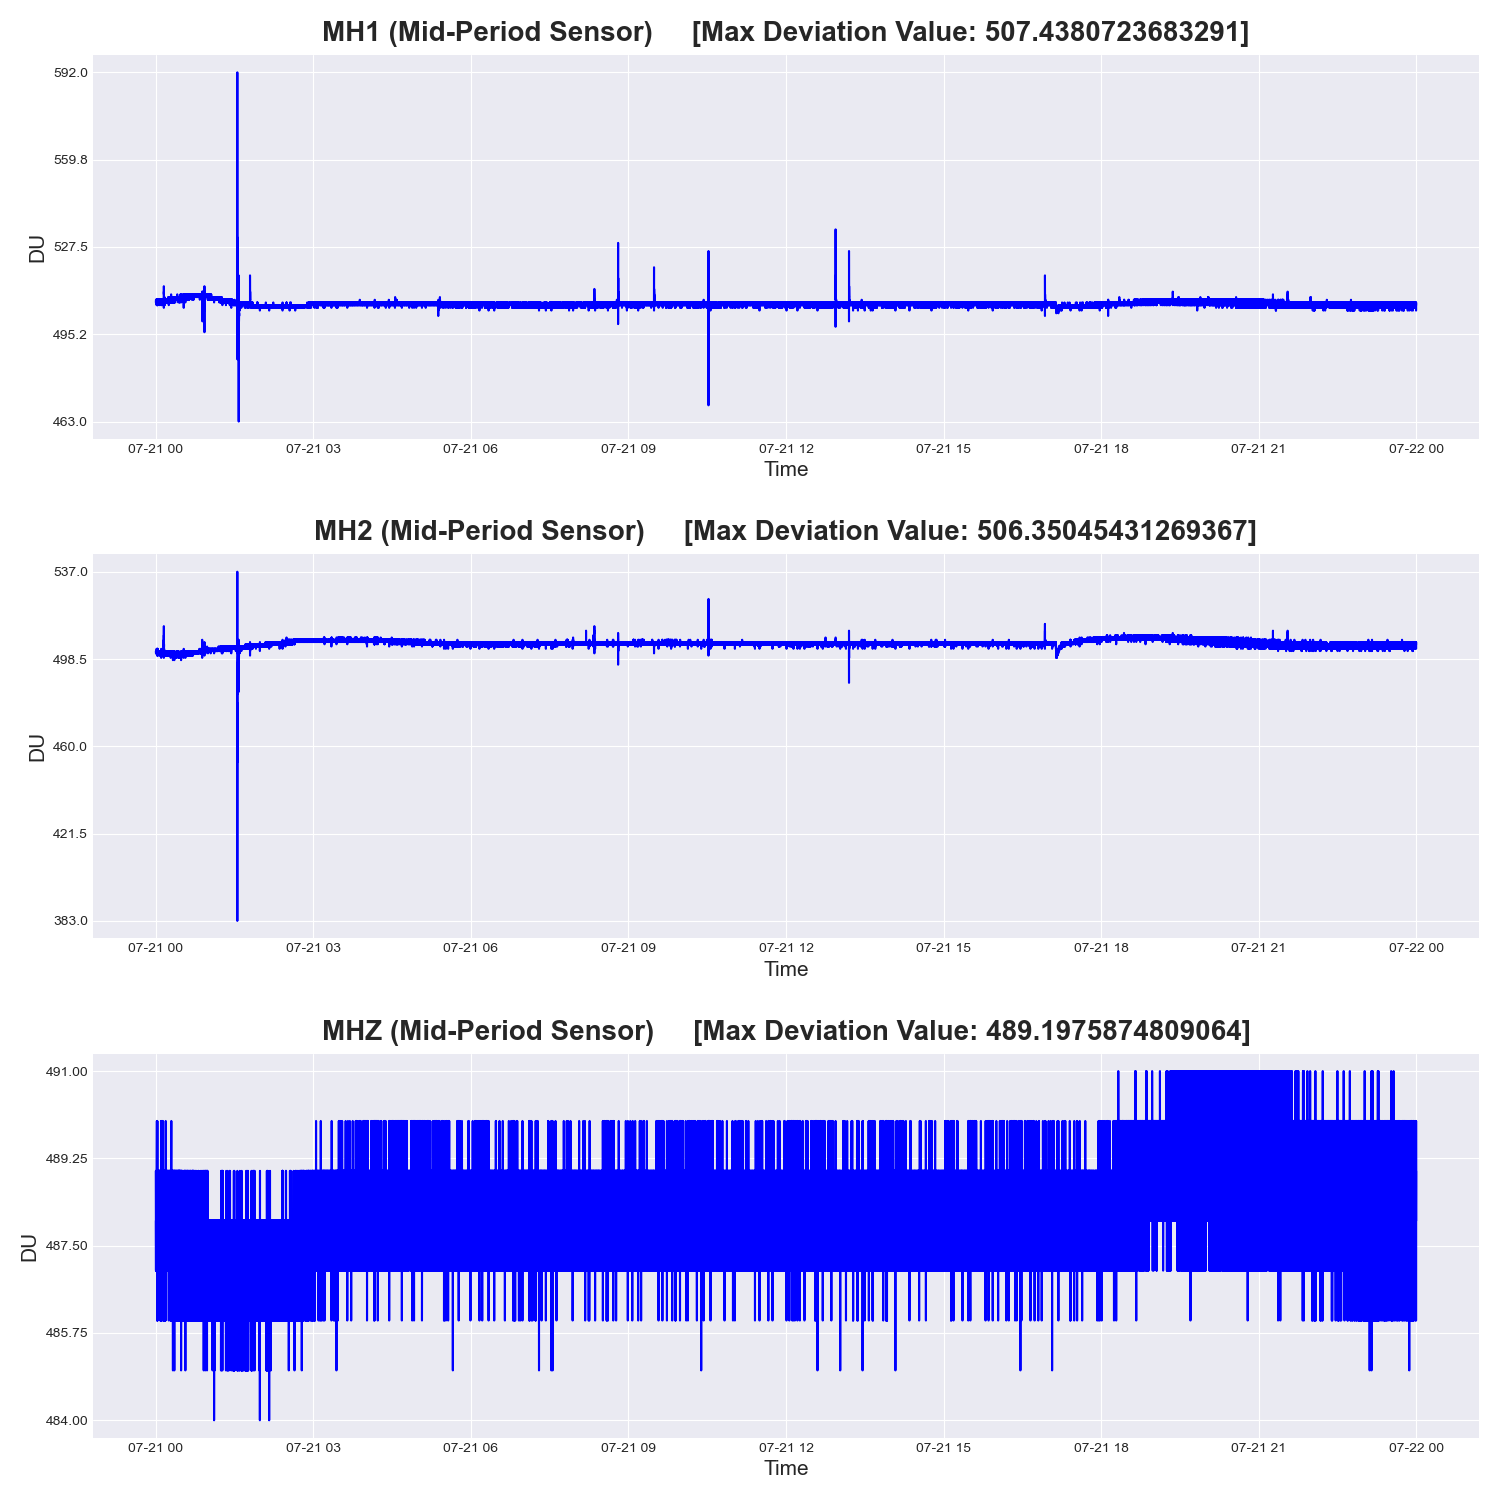 MH1 (Mid-Period Sensor) [Max Deviation Value: 507.4380723683291]
592.0
559.8
527.5
495.2
463.0
DU
07-21 00 07-21 03 07-21 06 07-21 09 07-21 12 07-21 15 07-21 18 07-21 21 07-22 00
Time
MH2 (Mid-Period Sensor) [Max Deviation Value: 506.35045431269367]
537.0
498.5
460.0
421.5
383.0
DU
07-21 00 07-21 03 07-21 06 07-21 09 07-21 12 07-21 15 07-21 18 07-21 21 07-22 00
Time
MHZ (Mid-Period Sensor) [Max Deviation Value: 489.1975874809064]
491.00
489.25
487.50
485.75
484.00
DU
07-21 00 07-21 03 07-21 06 07-21 09 07-21 12 07-21 15 07-21 18 07-21 21 07-22 00
Time